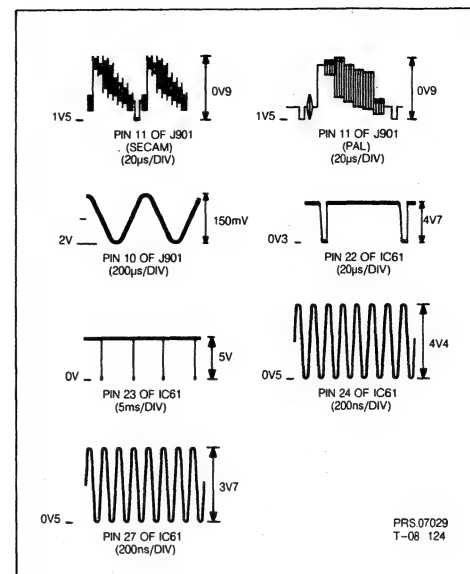 0V9
1V5
PIN 11 OF J901
(SECAM)
(20µs/DIV)
0V9
1V5
PIN 11 OF J901
(PAL)
(20µs/DIV)
150mV
2V
PIN 10 OF J901
(200µs/DIV)
4V7
0V3
PIN 22 OF IC61
(20µs/DIV)
5V
0V
PIN 23 OF IC61
(5ms/DIV)
4V4
0V5
PIN 24 OF IC61
(200ns/DIV)
3V7
0V5
PIN 27 OF IC61
(200ns/DIV)
PRS.07029
T-08 124